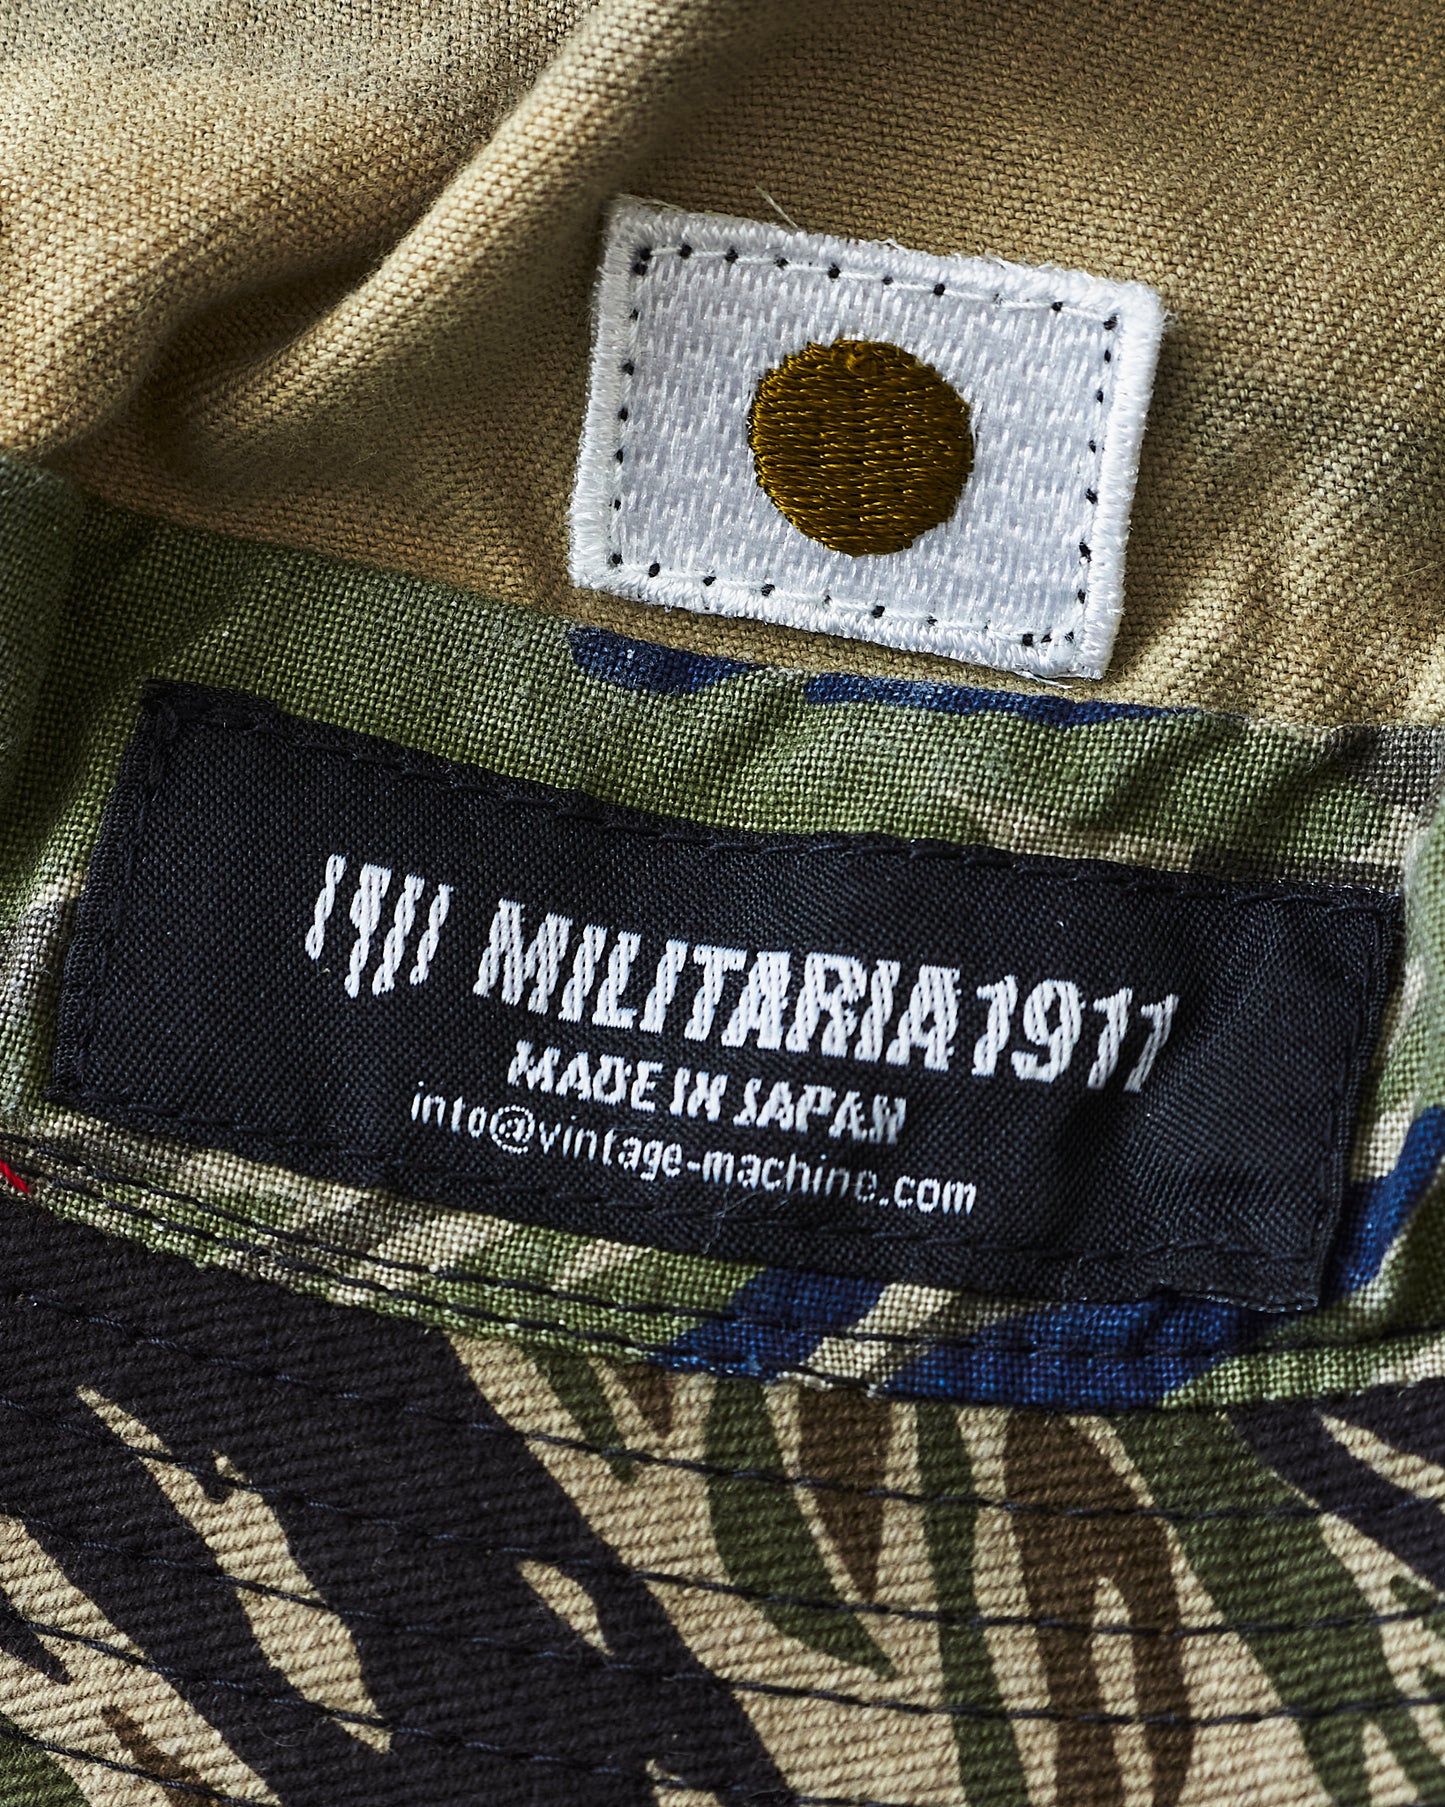 MILITARIA 1911
MADE IN JAPAN
info@vintage-machine.com